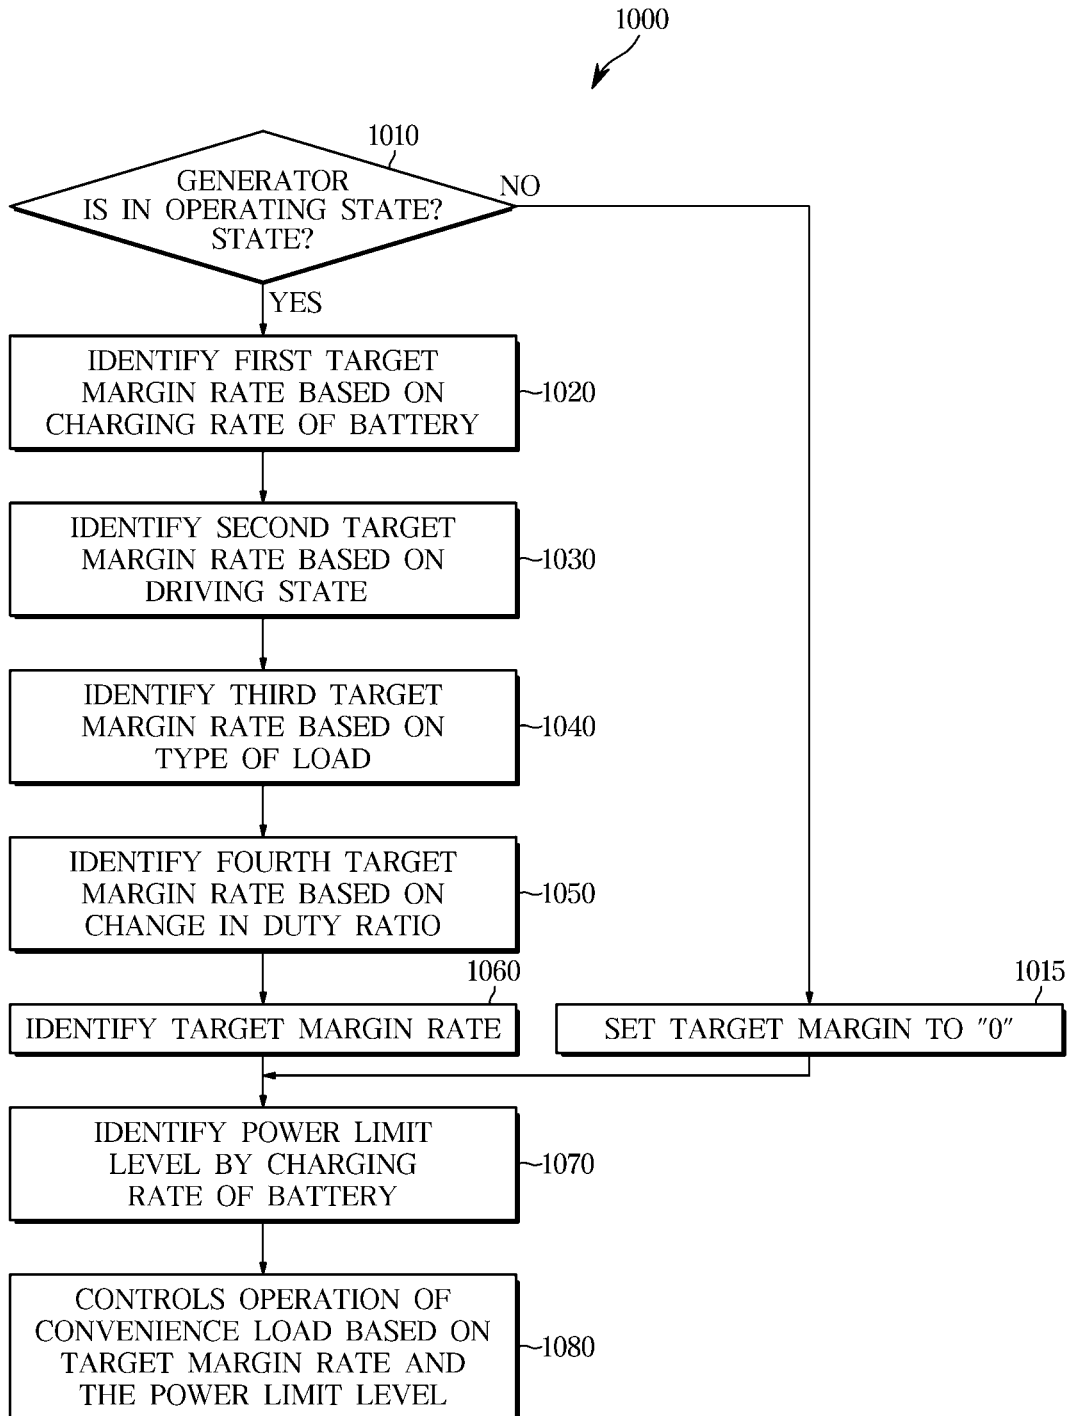 1000
1010
GENERATOR
IS IN OPERATING STATE?
STATE?
NO
YES
IDENTIFY FIRST TARGET
MARGIN RATE BASED ON
CHARGING RATE OF BATTERY
1020
IDENTIFY SECOND TARGET
MARGIN RATE BASED ON
DRIVING STATE
1030
IDENTIFY THIRD TARGET
MARGIN RATE BASED ON
TYPE OF LOAD
1040
IDENTIFY FOURTH TARGET
MARGIN RATE BASED ON
CHANGE IN DUTY RATIO
1050
1060
IDENTIFY TARGET MARGIN RATE
1015
SET TARGET MARGIN TO "0"
IDENTIFY POWER LIMIT
LEVEL BY CHARGING
RATE OF BATTERY
1070
CONTROLS OPERATION OF
CONVENIENCE LOAD BASED ON
TARGET MARGIN RATE AND
THE POWER LIMIT LEVEL
1080